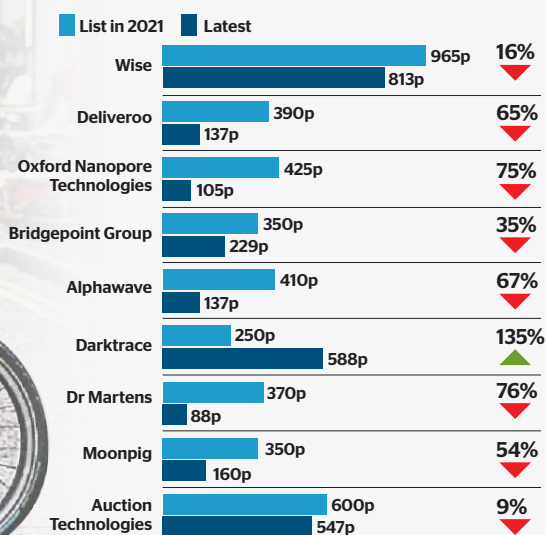 List in 2021 Latest
Wise 965p 16%
813p
Deliveroo 390p 65%
137p
Oxford Nanopore
Technologies 425p 75%
105p
Bridgepoint Group 350p 35%
229p
Alphawave 410p 67%
137p
Darktrace 250p 135%
588p
Dr Martens 370p 76%
88p
Moonpig 350p 54%
160p
Auction
Technologies 600p 9%
547p